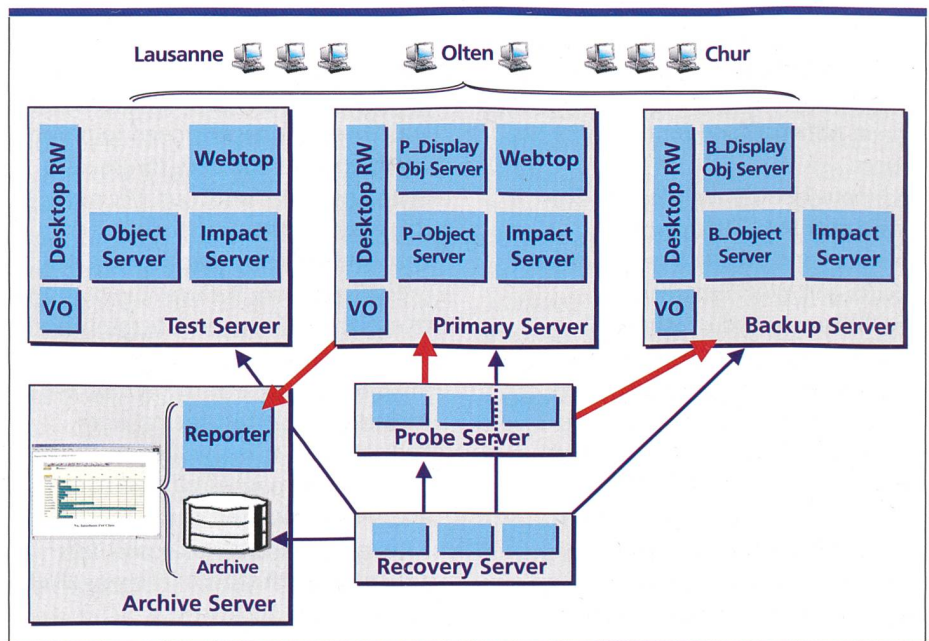 Lausanne
Olten
Chur
Desktop RW
Webtop
Object
Server
Impact
Server
VO
Test Server
Desktop RW
P_Display
Obj Server
Webtop
P_Object
Server
Impact
Server
VO
Primary Server
Desktop RW
B_Display
Obj Server
B_Object
Server
Impact
Server
VO
Backup Server
Reporter
Archive
Archive Server
Probe Server
Recovery Server